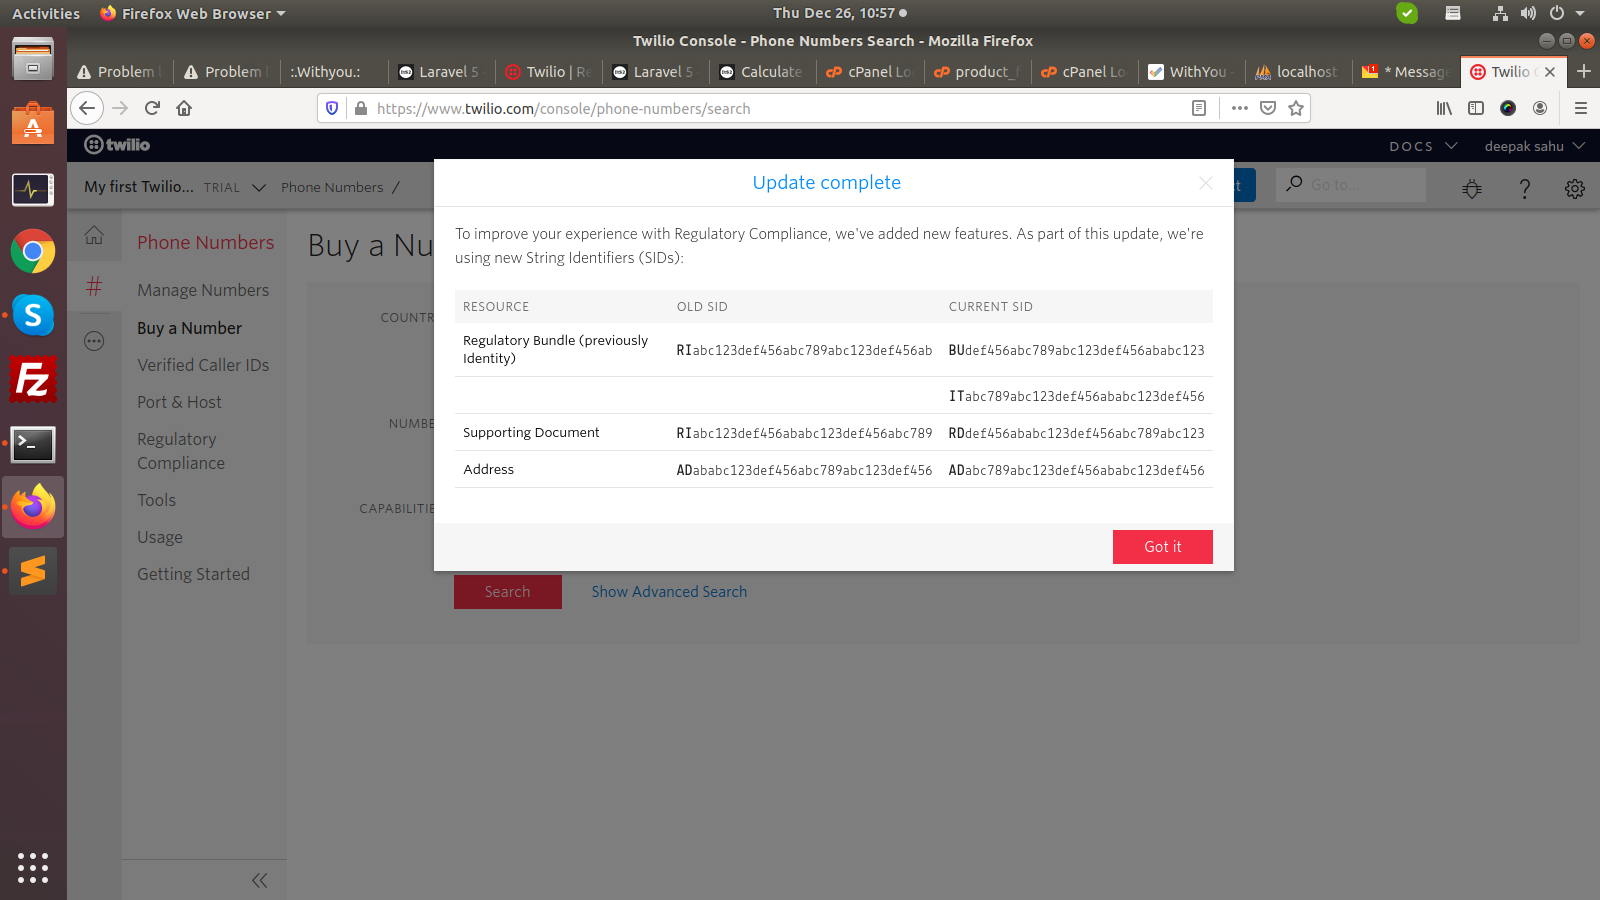 Activities
Firefox Web Browser
Thu Dec 26, 10:57
Twilio Console - Phone Numbers Search - Mozilla Firefox
Problem
Problem
:.Withyou.:
Laravel 5
Twilio | Re
Laravel 5
Calculate
cPanel Lo
product_
cPanel Lo
WithYou
localhost
* Message
Twilio
https://www.twilio.com/console/phone-numbers/search
twilio
DOCS
deepak sahu
My first Twilio... TRIAL
Phone Numbers /
Go to...
Phone Numbers
Manage Numbers
Buy a Number
Verified Caller IDs
Port & Host
Regulatory
Compliance
Tools
Usage
Getting Started
Buy a Nu
COUNTR
NUMBE
CAPABILITIE
Search
Show Advanced Search
Update complete
To improve your experience with Regulatory Compliance, we've added new features. As part of this update, we're
using new String Identifiers (SIDs):
RESOURCE OLD SID CURRENT SID
Regulatory Bundle (previously
Identity)
RIabc123def456abc789abc123def456ab BUdef456abc789abc123def456ababc123
ITabc789abc123def456ababc123def456
Supporting Document RIabc123def456ababc123def456abc789 RDdef456ababc123def456abc789abc123
Address ADababc123def456abc789abc123def456 ADabc789abc123def456ababc123def456
Got it